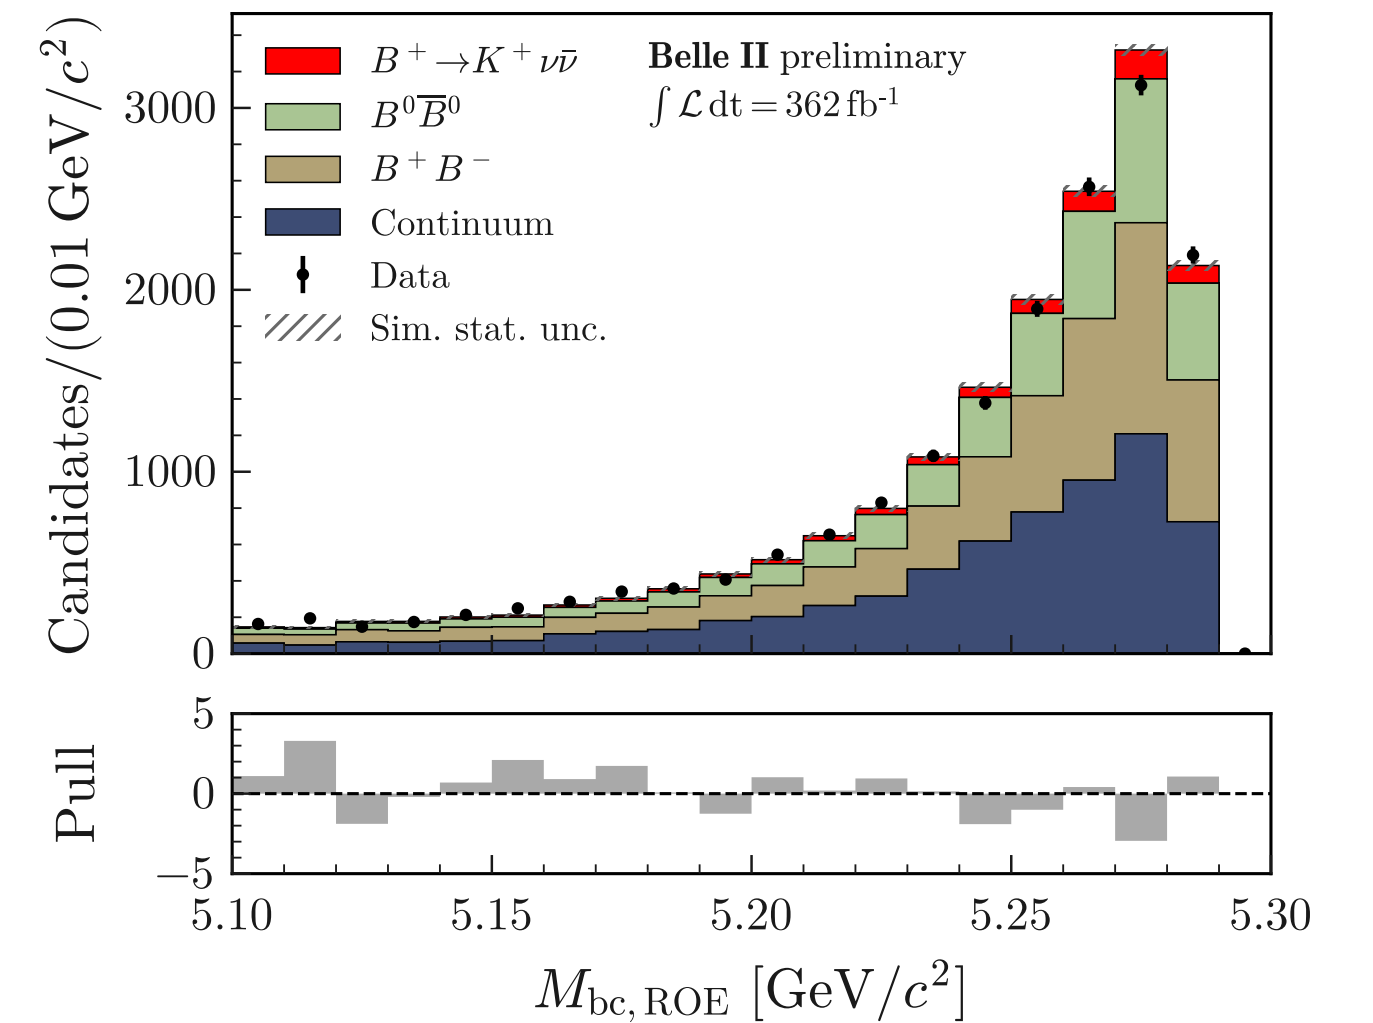 Candidates/(0.01 GeV/c²)
3000
2000
1000
0
B⁺→K⁺νν̅
B⁰B̅⁰
B⁺B⁻
Continuum
Data
Sim. stat. unc.
Belle II preliminary
∫ ℒ dt = 362 fb⁻¹
Pull
5
0
−5
5.10 5.15 5.20 5.25 5.30
M_bc, ROE [GeV/c²]